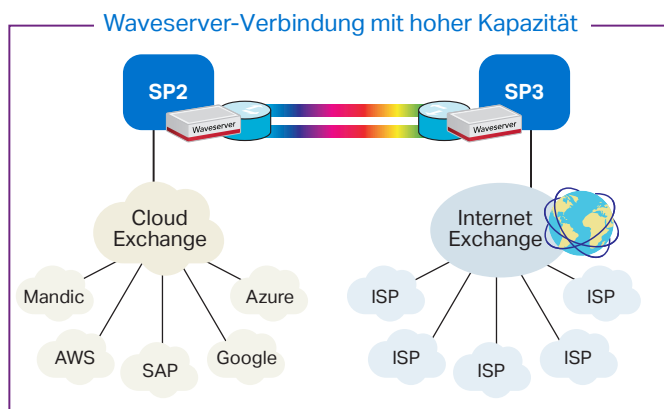 Waveserver-Verbindung mit hoher Kapazität
SP2
SP3
Waveserver
Waveserver
Cloud
Exchange
Internet
Exchange
Mandic
Azure
AWS
SAP
Google
ISP
ISP
ISP
ISP
ISP